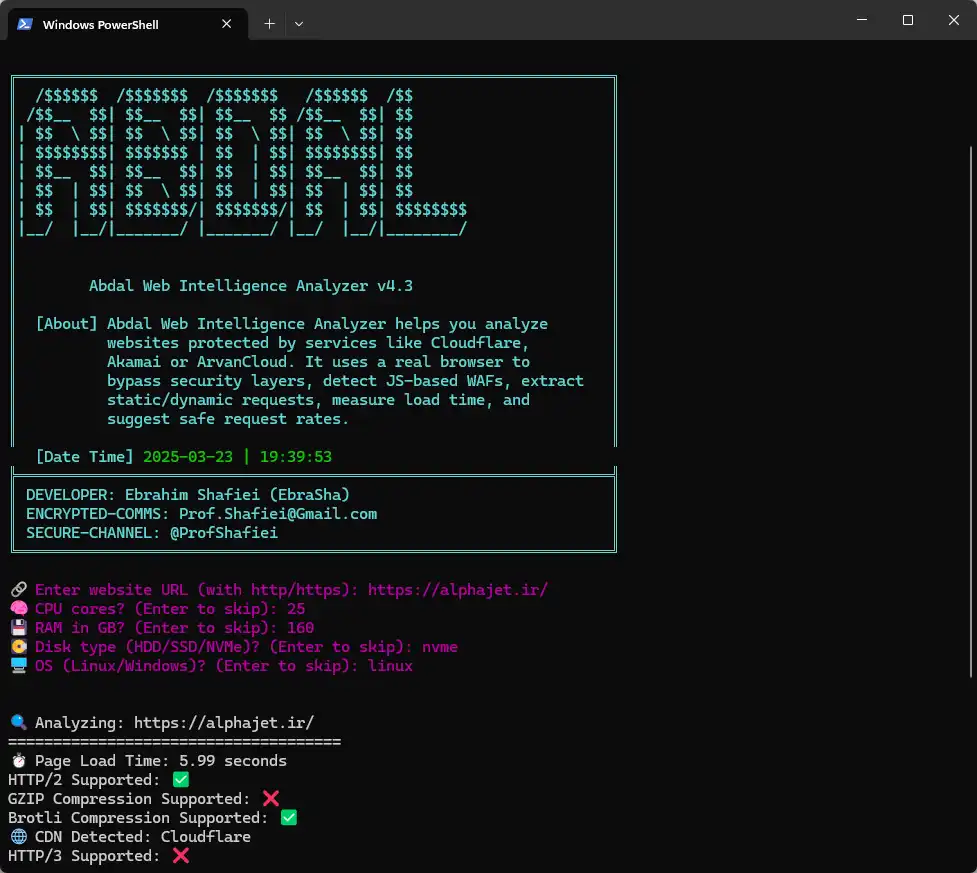 Windows PowerShell
  /$$$$$$  /$$$$$$$  /$$$$$$$   /$$$$$$  /$$
 /$$__  $$| $$__  $$| $$__  $$ /$$__  $$| $$
| $$  \ $$| $$  \ $$| $$  \ $$| $$  \ $$| $$
| $$$$$$$$| $$$$$$$ | $$  | $$| $$$$$$$$| $$
| $$__  $$| $$__  $$| $$  | $$| $$__  $$| $$
| $$  | $$| $$  \ $$| $$  | $$| $$  | $$| $$
| $$  | $$| $$$$$$$/| $$$$$$$/| $$  | $$| $$$$$$$$
|__/  |__/|_______/ |_______/ |__/  |__/|________/
Abdal Web Intelligence Analyzer v4.3
[About] Abdal Web Intelligence Analyzer helps you analyze
websites protected by services like Cloudflare,
Akamai or ArvanCloud. It uses a real browser to
bypass security layers, detect JS-based WAFs, extract
static/dynamic requests, measure load time, and
suggest safe request rates.
[Date Time] 2025-03-23 | 19:39:53
DEVELOPER: Ebrahim Shafiei (EbraSha)
ENCRYPTED-COMMS: Prof.Shafiei@Gmail.com
SECURE-CHANNEL: @ProfShafiei
🔗 Enter website URL (with http/https): https://alphajet.ir/
🧠 CPU cores? (Enter to skip): 25
💾 RAM in GB? (Enter to skip): 160
📀 Disk type (HDD/SSD/NVMe)? (Enter to skip): nvme
🖥️ OS (Linux/Windows)? (Enter to skip): linux
🔍 Analyzing: https://alphajet.ir/
=====================================
⏱️ Page Load Time: 5.99 seconds
HTTP/2 Supported: ✅
GZIP Compression Supported: ❌
Brotli Compression Supported: ✅
🌐 CDN Detected: Cloudflare
HTTP/3 Supported: ❌